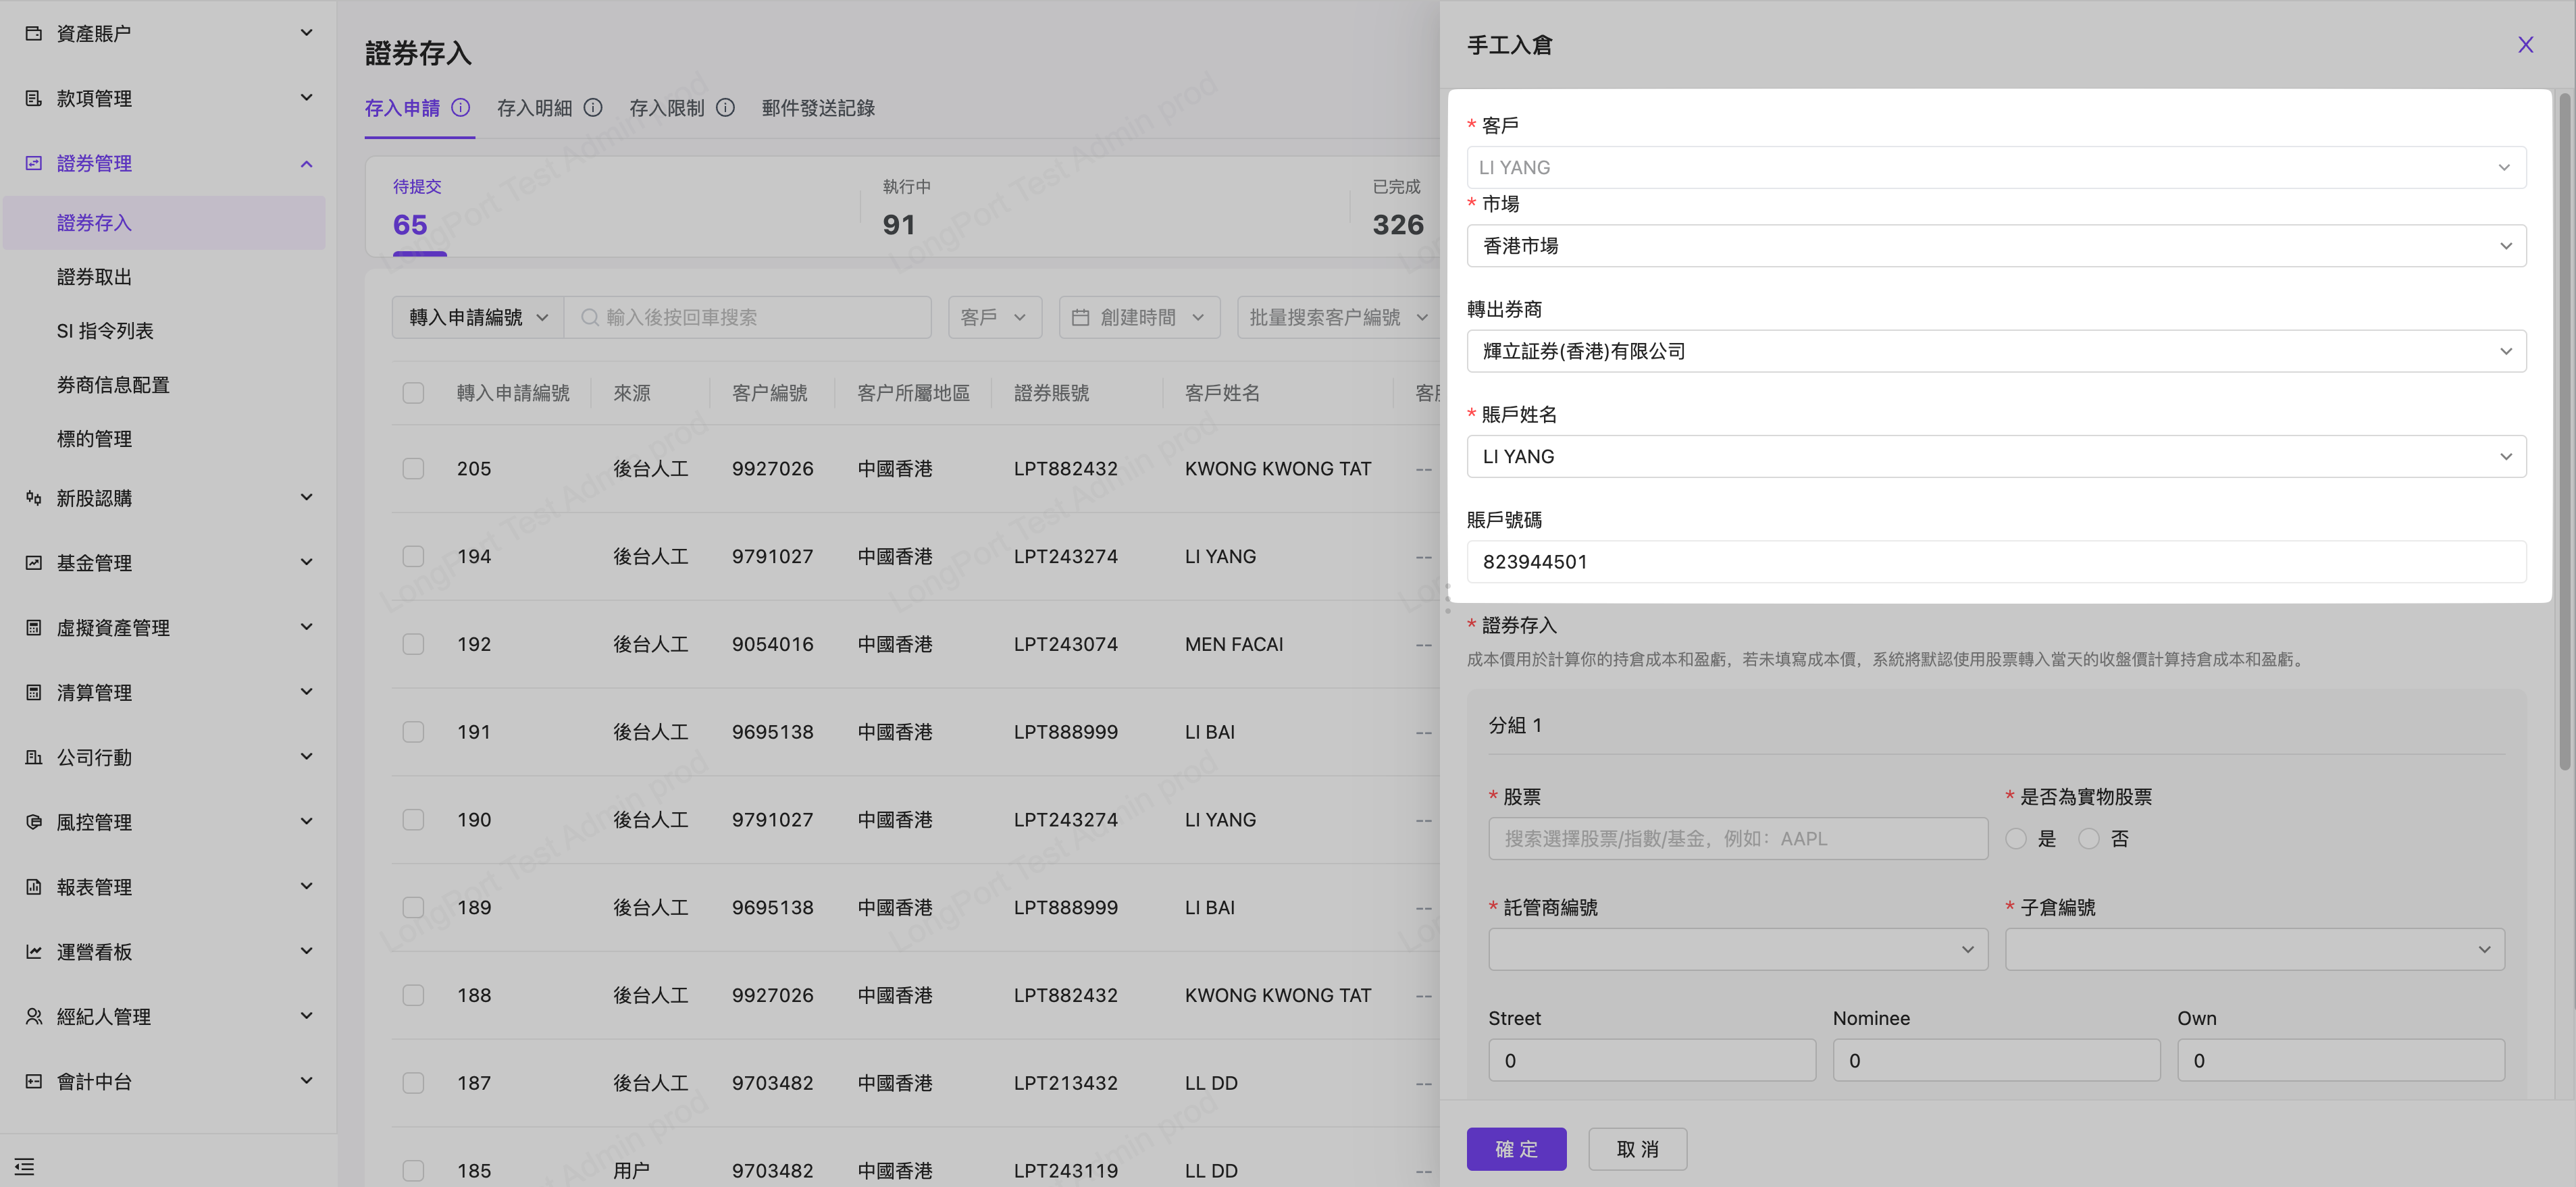 資產賬户
款項管理
證券管理
證券存入
證券取出
SI 指令列表
券商信息配置
標的管理
新股認購
基金管理
虛擬資產管理
清算管理
公司行動
風控管理
報表管理
運營看板
經紀人管理
會計中台
證券存入
存入申請 存入明細 存入限制 郵件發送記錄
待提交 執行中 已完成
65 91 326
轉入申請編號 輸入後按回車搜索 客戶 創建時間 批量搜索客户編號
轉入申請編號 來源 客户編號 客户所屬地區 證券賬號 客戶姓名
205 後台人工 9927026 中國香港 LPT882432 KWONG KWONG TAT --
194 後台人工 9791027 中國香港 LPT243274 LI YANG --
192 後台人工 9054016 中國香港 LPT243074 MEN FACAI --
191 後台人工 9695138 中國香港 LPT888999 LI BAI --
190 後台人工 9791027 中國香港 LPT243274 LI YANG --
189 後台人工 9695138 中國香港 LPT888999 LI BAI --
188 後台人工 9927026 中國香港 LPT882432 KWONG KWONG TAT --
187 後台人工 9703482 中國香港 LPT213432 LL DD --
185 用户 9703482 中國香港 LPT243119 LL DD --
LongPort Test Admin prod
手工入倉
* 客戶
LI YANG
* 市場
香港市場
轉出券商
輝立証券(香港)有限公司
* 賬戶姓名
LI YANG
賬戶號碼
823944501
* 證券存入
成本價用於計算你的持倉成本和盈虧，若未填寫成本價，系統將默認使用股票轉入當天的收盤價計算持倉成本和盈虧。
分組 1
* 股票 * 是否為實物股票
搜索選擇股票/指數/基金，例如：AAPL 是 否
* 託管商編號 * 子倉編號
Street Nominee Own
0 0 0
確 定 取 消